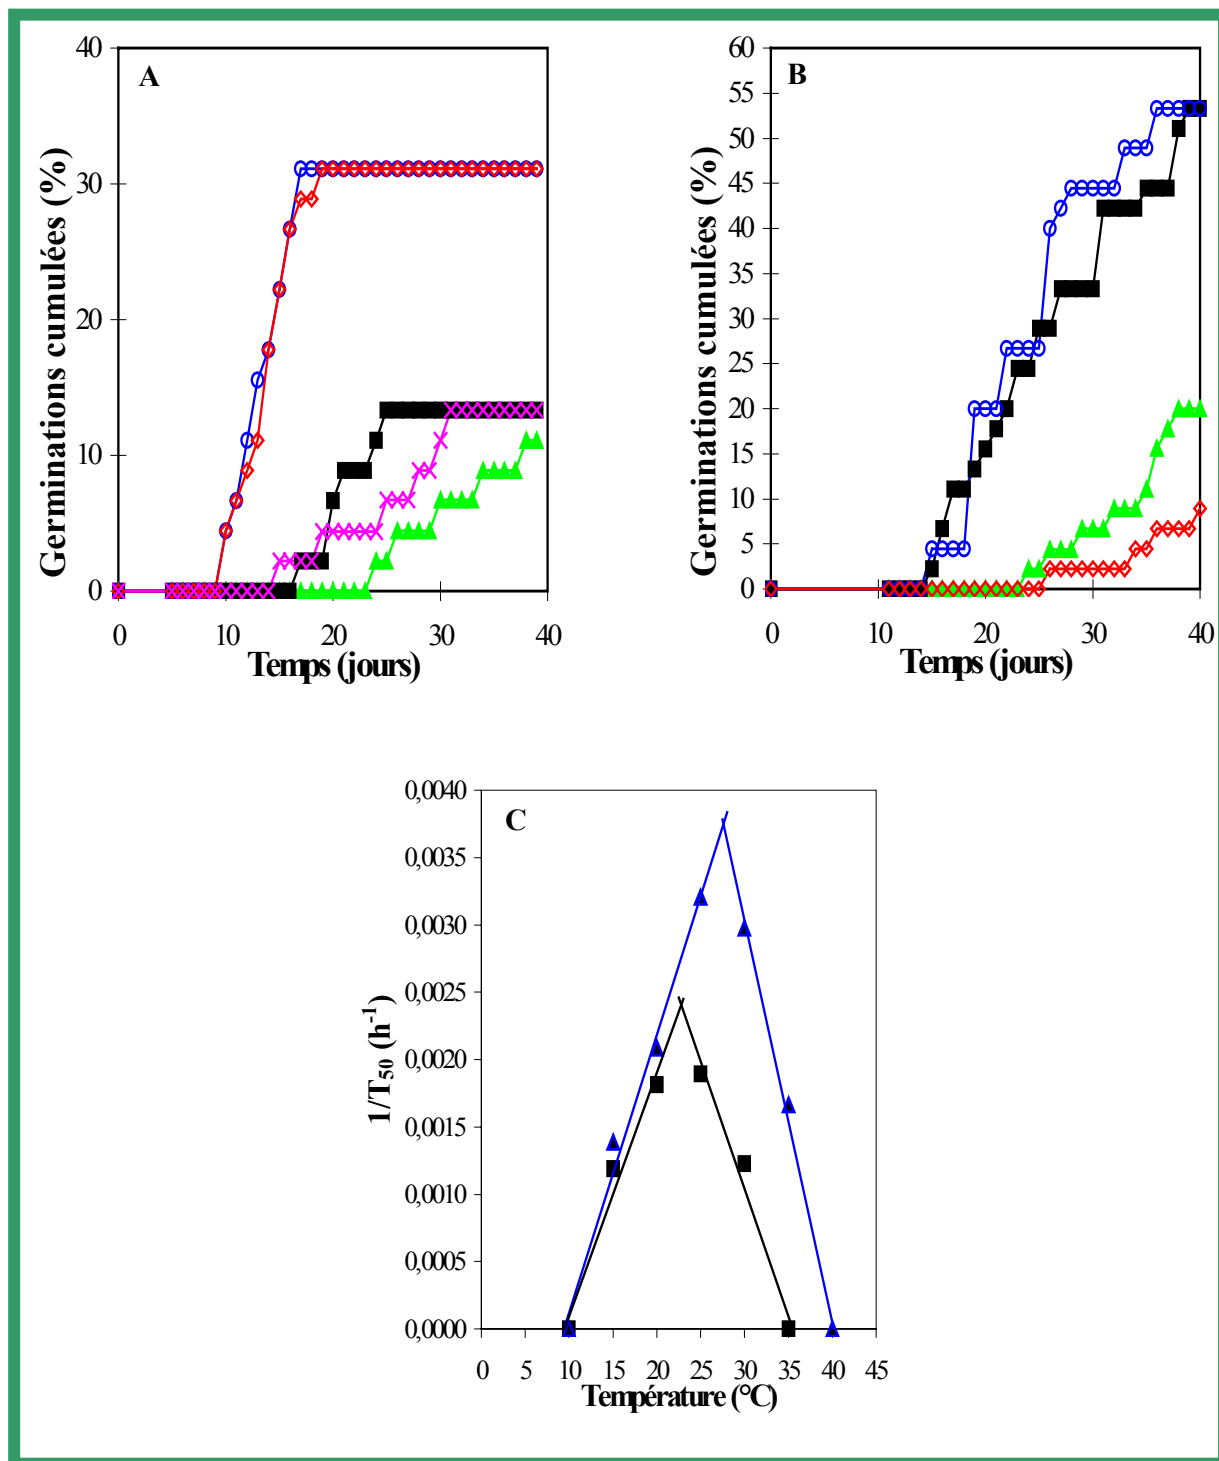 A
Germinations cumulées (%)
40
30
20
10
0
0 10 20 30 40
Temps (jours)
B
Germinations cumulées (%)
60
55
50
45
40
35
30
25
20
15
10
5
0
0 10 20 30 40
Temps (jours)
C
1/T50 (h-1)
0,0040
0,0035
0,0030
0,0025
0,0020
0,0015
0,0010
0,0005
0,0000
0 5 10 15 20 25 30 35 40 45
Température (°C)